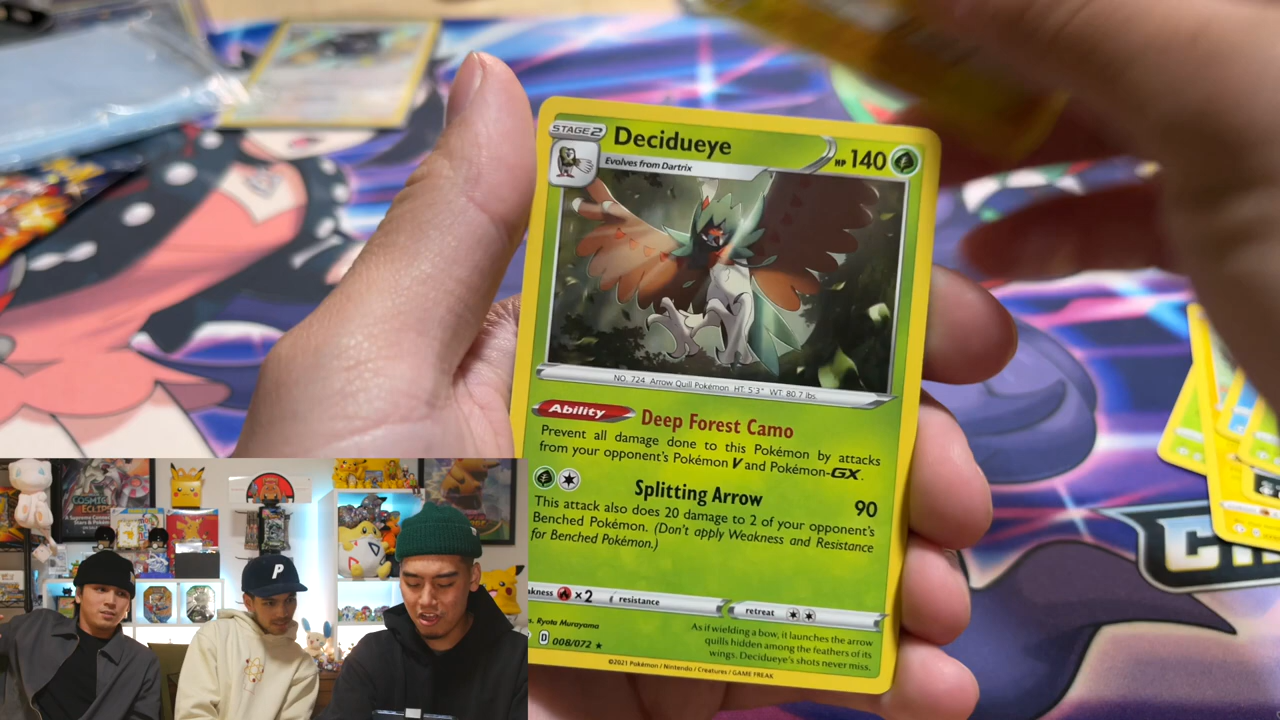 STAGE 2
Decidueye
HP 140
Evolves from Dartrix
NO. 724 Arrow Quill Pokémon HT: 5'3" WT: 80.7 lbs.
Ability Deep Forest Camo
Prevent all damage done to this Pokémon by attacks
from your opponent's Pokémon V and Pokémon-GX.
Splitting Arrow 90
This attack also does 20 damage to 2 of your opponent's
Benched Pokémon. (Don't apply Weakness and Resistance
for Benched Pokémon.)
akness ×2 resistance retreat
s. Ryota Murayama
D 008/072 ★
As if wielding a bow, it launches the arrow
quills hidden among the feathers of its
wings. Decidueye's shots never miss.
©2021 Pokémon / Nintendo / Creatures / GAME FREAK
COSMIC
ECLIPS
P